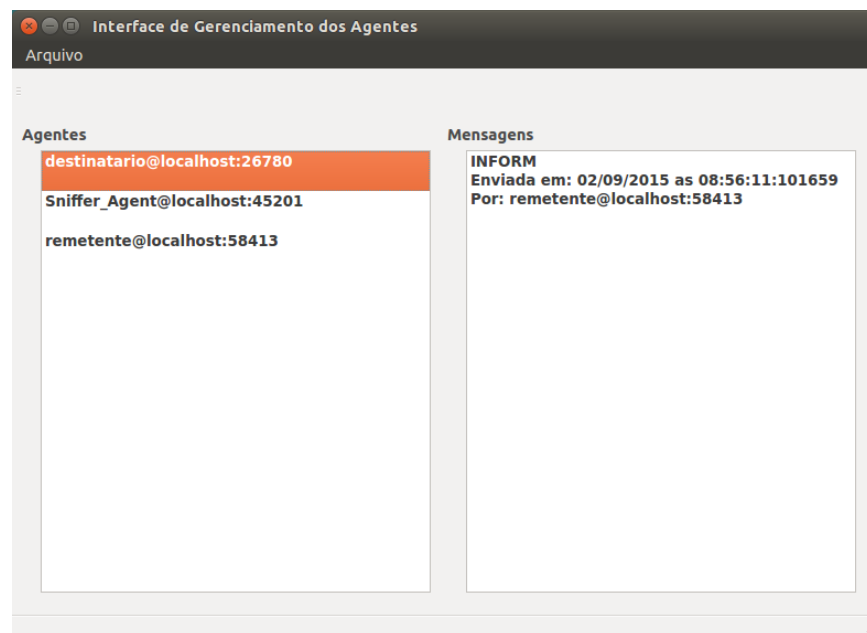 Interface de Gerenciamento dos Agentes
Arquivo
Agentes
destinatario@localhost:26780
Sniffer_Agent@localhost:45201
remetente@localhost:58413
Mensagens
INFORM
Enviada em: 02/09/2015 as 08:56:11:101659
Por: remetente@localhost:58413